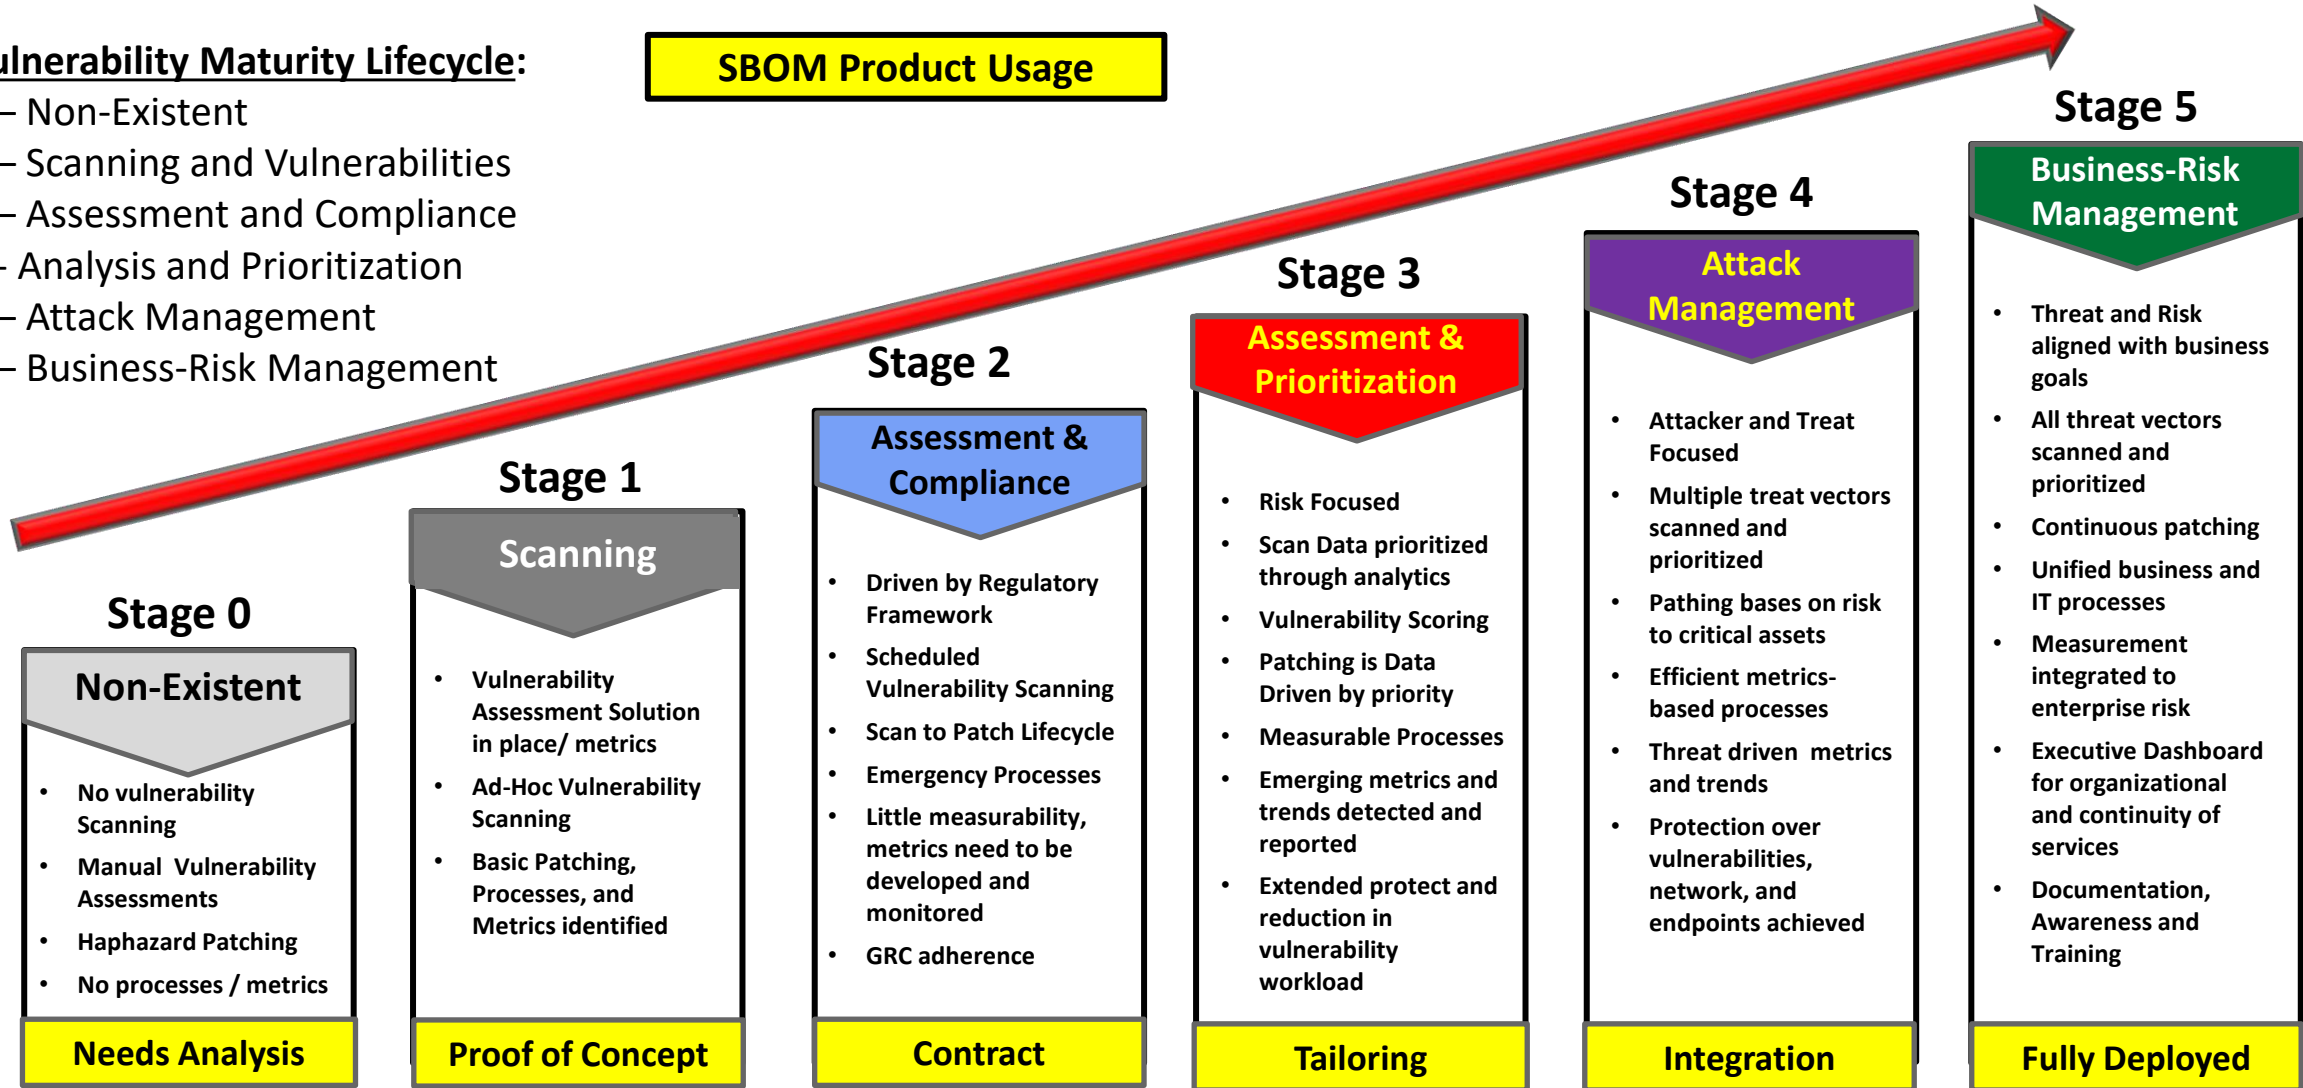 ulnerability Maturity Lifecycle:
– Non-Existent
– Scanning and Vulnerabilities
– Assessment and Compliance
- Analysis and Prioritization
– Attack Management
– Business-Risk Management
SBOM Product Usage
Stage 0
Non-Existent
• No vulnerability
Scanning
• Manual Vulnerability
Assessments
• Haphazard Patching
• No processes / metrics
Needs Analysis
Stage 1
Scanning
• Vulnerability
Assessment Solution
in place/ metrics
• Ad-Hoc Vulnerability
Scanning
• Basic Patching,
Processes, and
Metrics identified
Proof of Concept
Stage 2
Assessment &
Compliance
• Driven by Regulatory
Framework
• Scheduled
Vulnerability Scanning
• Scan to Patch Lifecycle
• Emergency Processes
• Little measurability,
metrics need to be
developed and
monitored
• GRC adherence
Contract
Stage 3
Assessment &
Prioritization
• Risk Focused
• Scan Data prioritized
through analytics
• Vulnerability Scoring
• Patching is Data
Driven by priority
• Measurable Processes
• Emerging metrics and
trends detected and
reported
• Extended protect and
reduction in
vulnerability
workload
Tailoring
Stage 4
Attack
Management
• Attacker and Treat
Focused
• Multiple treat vectors
scanned and
prioritized
• Pathing bases on risk
to critical assets
• Efficient metrics-
based processes
• Threat driven metrics
and trends
• Protection over
vulnerabilities,
network, and
endpoints achieved
Integration
Stage 5
Business-Risk
Management
• Threat and Risk
aligned with business
goals
• All threat vectors
scanned and
prioritized
• Continuous patching
• Unified business and
IT processes
• Measurement
integrated to
enterprise risk
• Executive Dashboard
for organizational
and continuity of
services
• Documentation,
Awareness and
Training
Fully Deployed